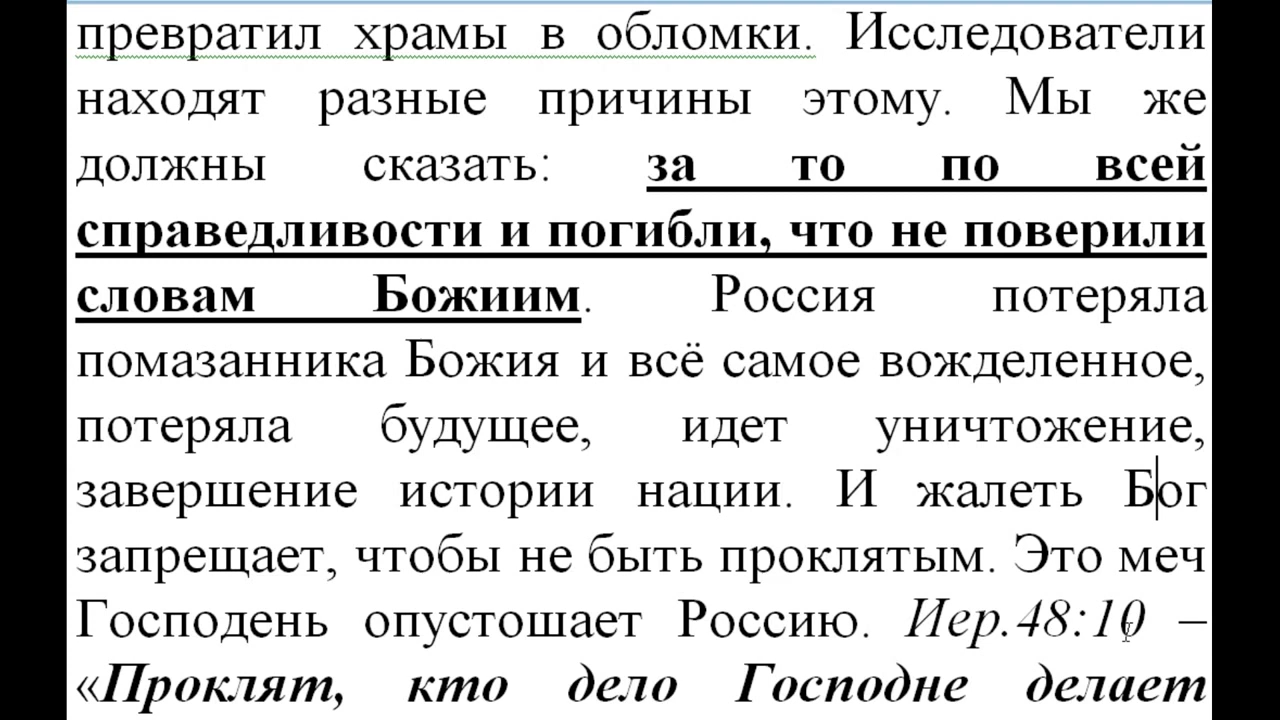 превратил храмы в обломки. Исследователи
находят разные причины этому. Мы же
должны сказать: за то по всей
справедливости и погибли, что не поверили
словам Божиим. Россия потеряла
помазанника Божия и всё самое вожделенное,
потеряла будущее, идет уничтожение,
завершение истории нации. И жалеть Бог
запрещает, чтобы не быть проклятым. Это меч
Господень опустошает Россию. Иер.48:10 –
«Проклят, кто дело Господне делает